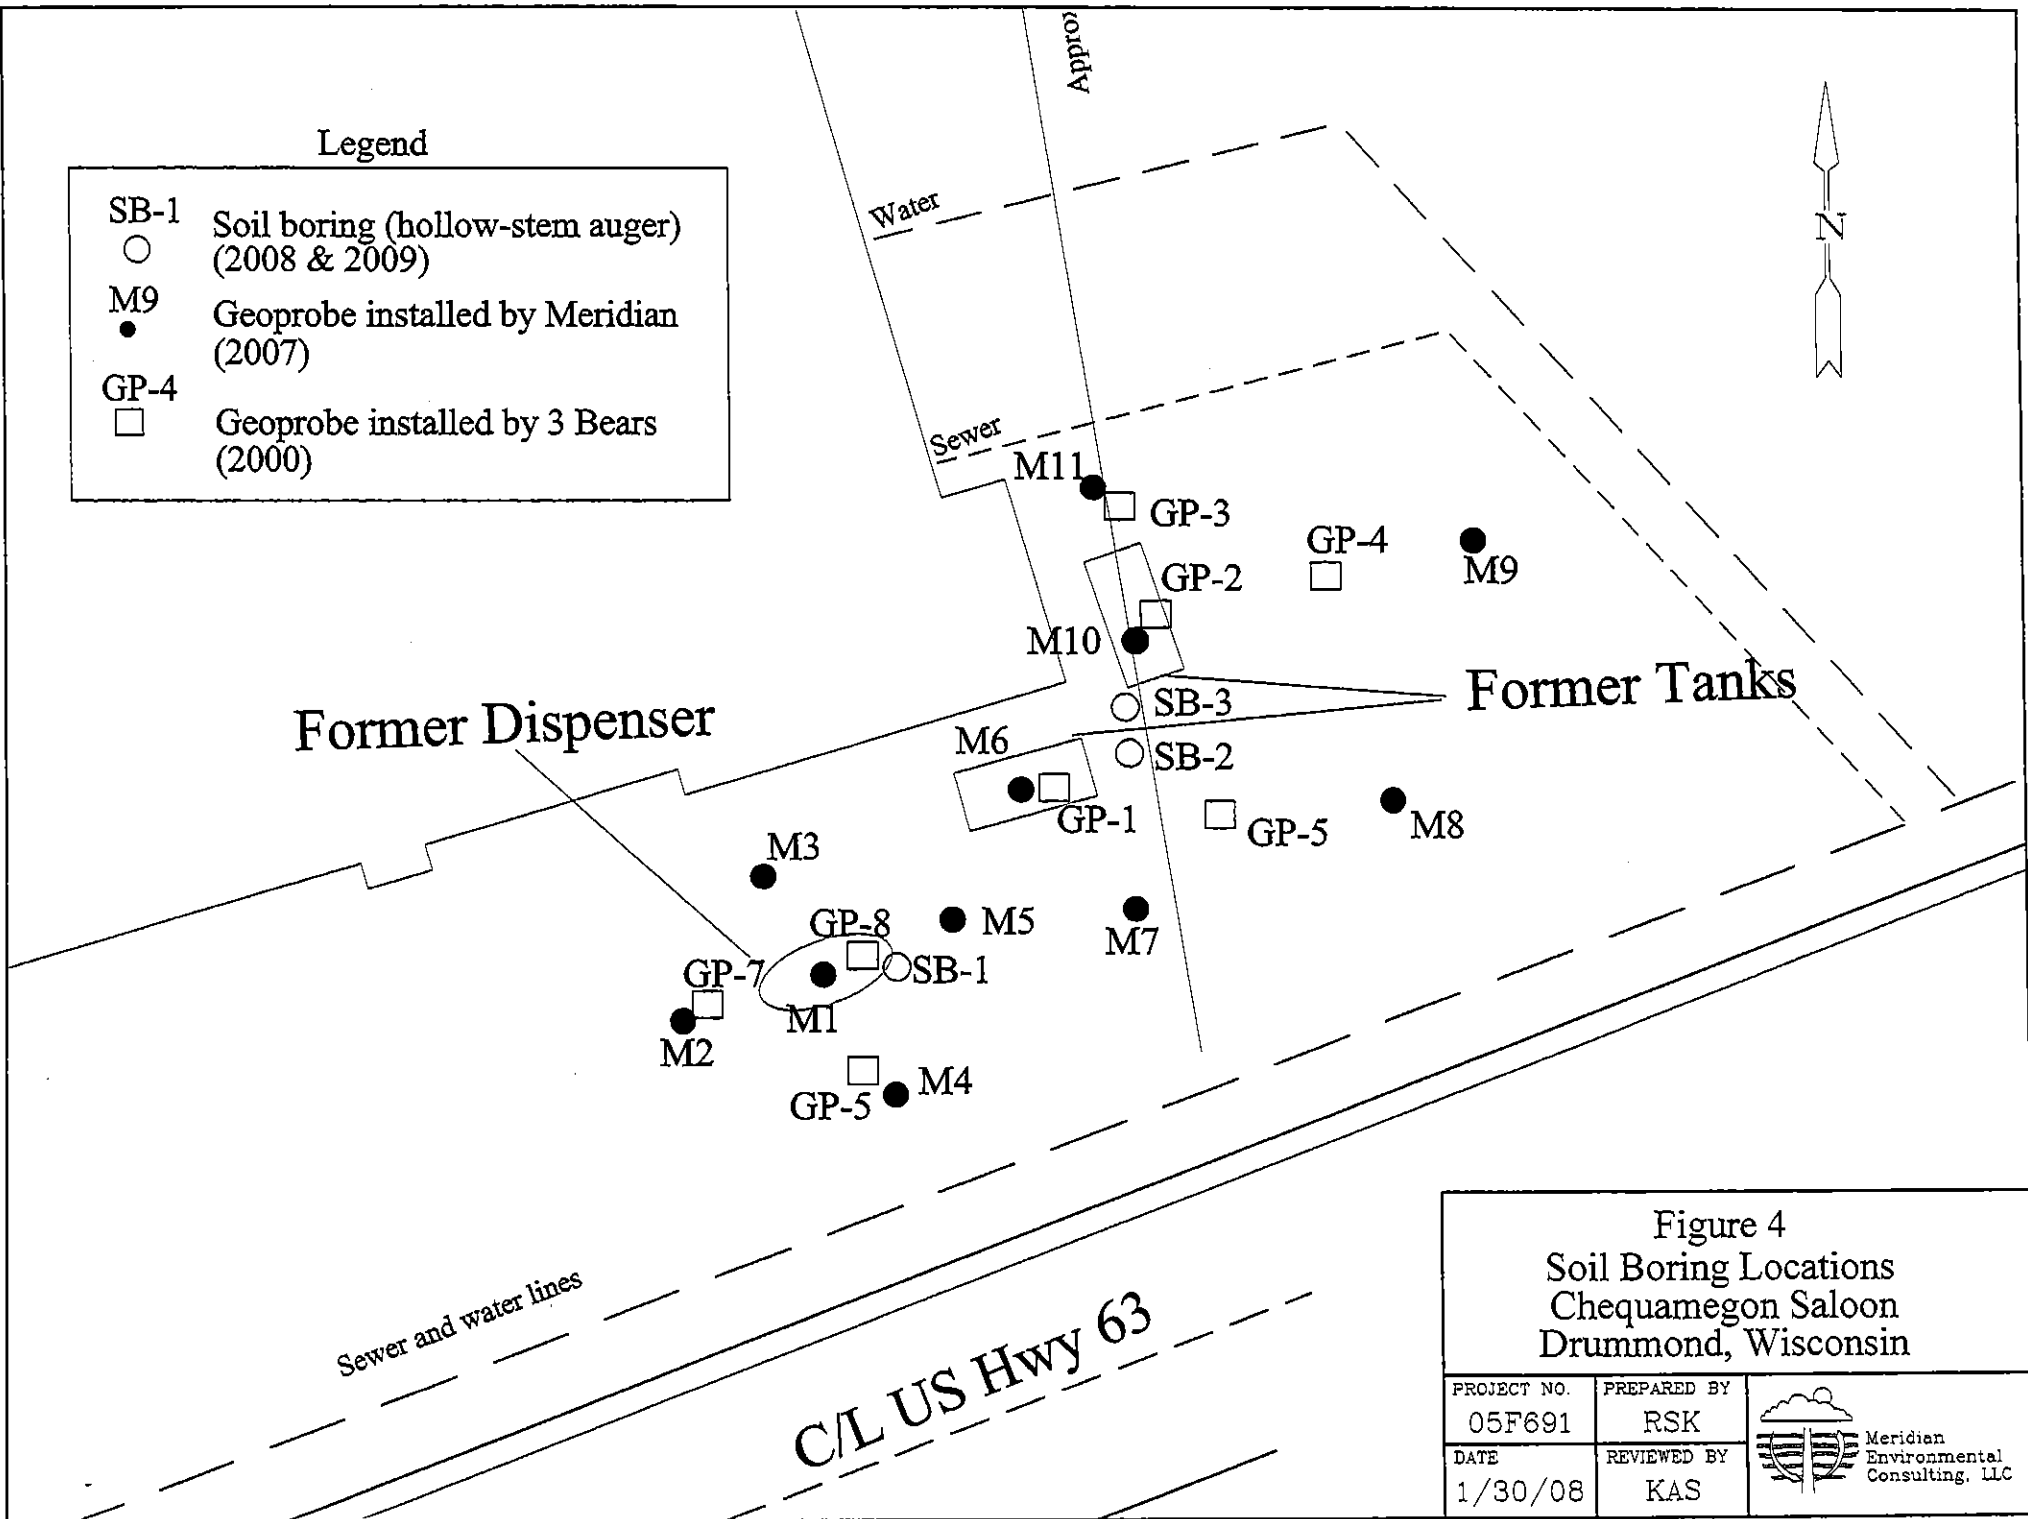 Appro
Legend
SB-1
Soil boring (hollow-stem auger)
(2008 & 2009)
M9
Geoprobe installed by Meridian
(2007)
GP-4
Geoprobe installed by 3 Bears
(2000)
N
Water
Sewer
M11
GP-3
GP-4
M9
GP-2
M10
Former Tanks
SB-3
Former Dispenser
M6
SB-2
GP-1
GP-5
M8
M3
GP-8
M5
M7
GP-7
SB-1
M1
M2
M4
GP-5
Sewer and water lines
C/L US Hwy 63
Figure 4
Soil Boring Locations
Chequamegon Saloon
Drummond, Wisconsin
PROJECT NO.
05F691
PREPARED BY
RSK
DATE
1/30/08
REVIEWED BY
KAS
Meridian
Environmental
Consulting, LLC